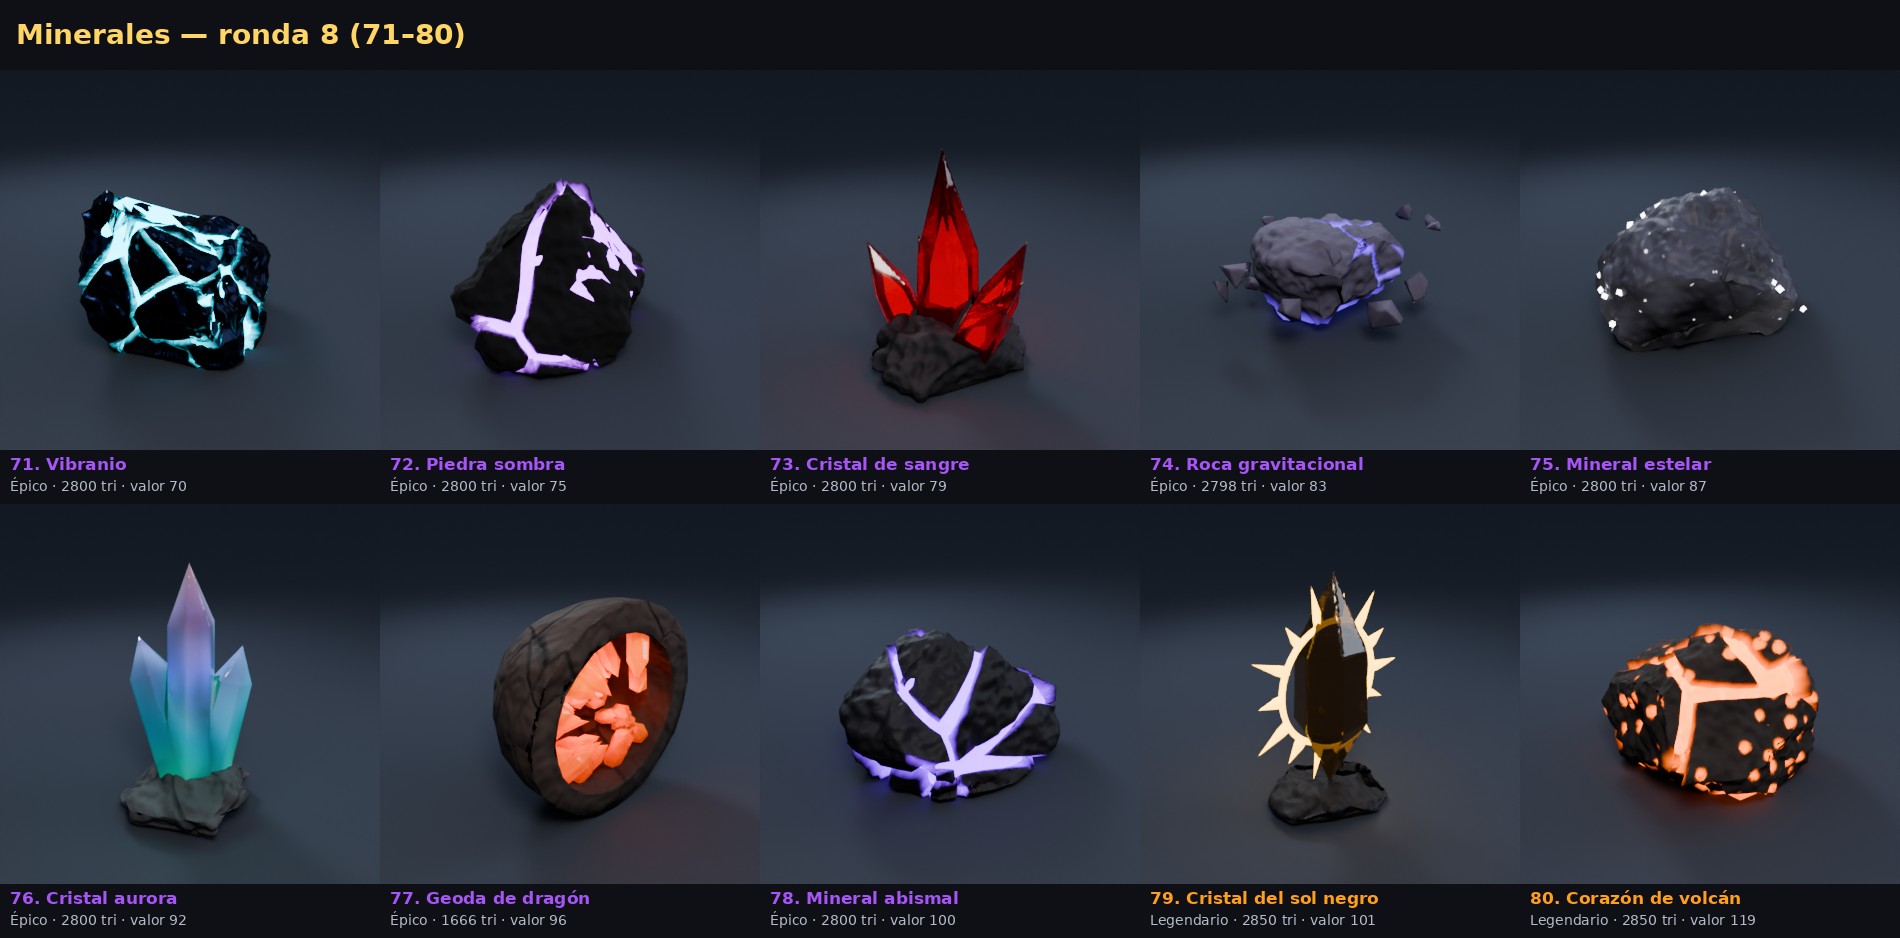 Minerales — ronda 8 (71–80)
71. Vibranio
Épico · 2800 tri · valor 70
72. Piedra sombra
Épico · 2800 tri · valor 75
73. Cristal de sangre
Épico · 2800 tri · valor 79
74. Roca gravitacional
Épico · 2798 tri · valor 83
75. Mineral estelar
Épico · 2800 tri · valor 87
76. Cristal aurora
Épico · 2800 tri · valor 92
77. Geoda de dragón
Épico · 1666 tri · valor 96
78. Mineral abismal
Épico · 2800 tri · valor 100
79. Cristal del sol negro
Legendario · 2850 tri · valor 101
80. Corazón de volcán
Legendario · 2850 tri · valor 119